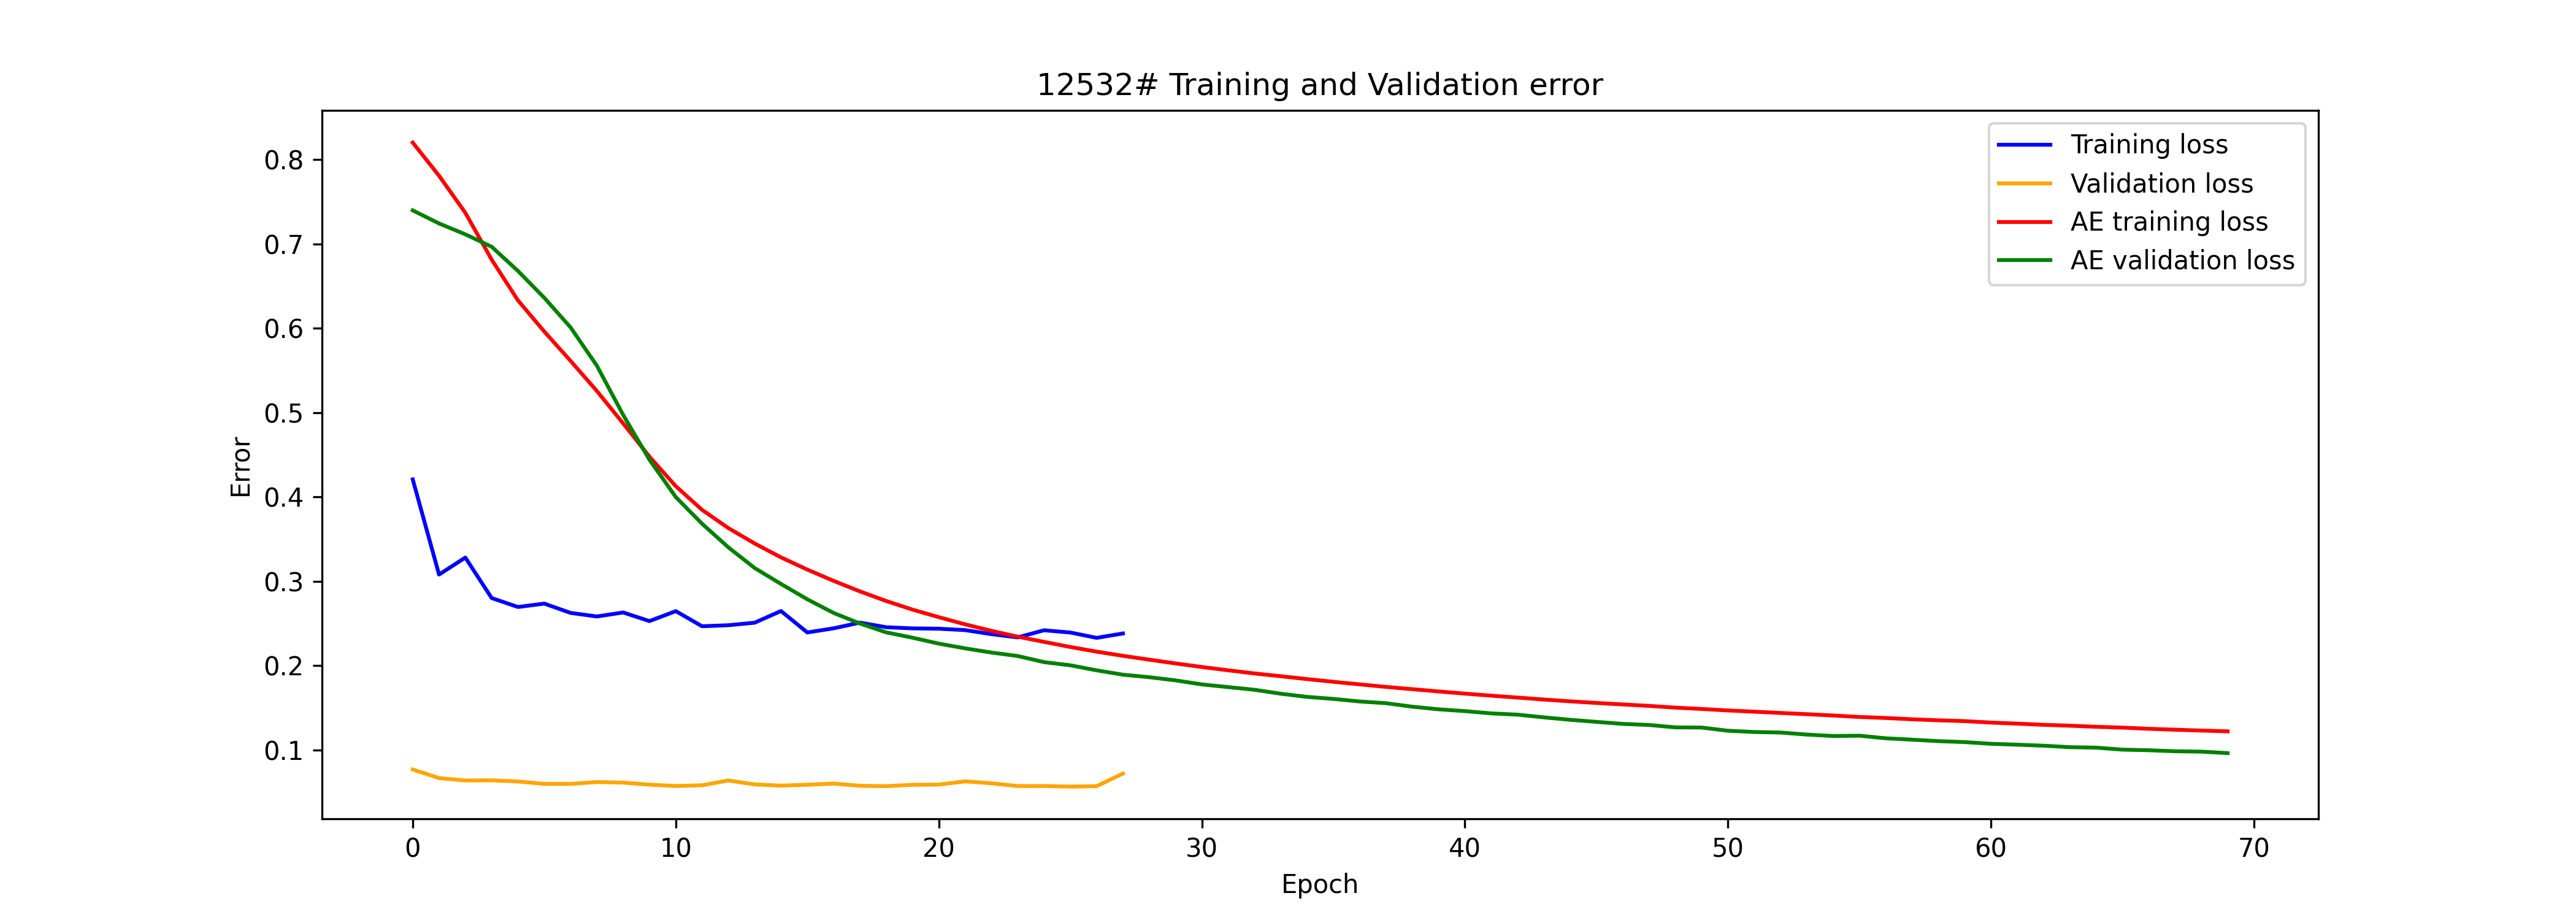 12532# Training and Validation error
Training loss
Validation loss
AE training loss
AE validation loss
0.8
0.7
0.6
0.5
0.4
0.3
0.2
0.1
Error
0 10 20 30 40 50 60 70
Epoch